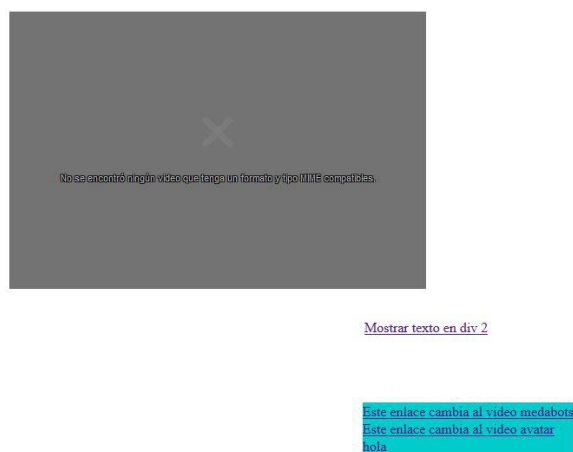 No se encontró ningún video que tenga un formato y tipo MIME compatibles.
Mostrar texto en div 2
Este enlace cambia al video medabots
Este enlace cambia al video avatar
hola